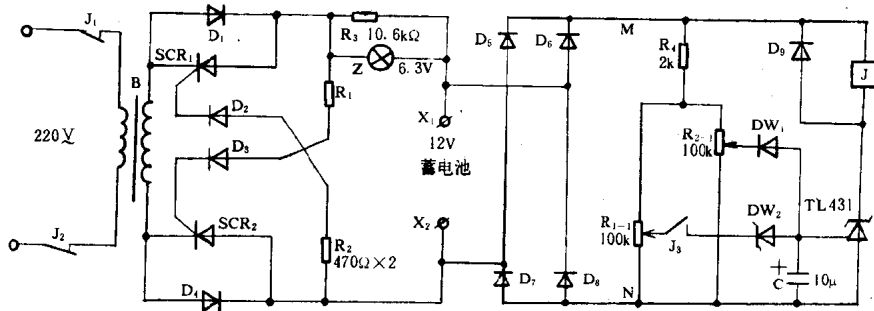 J₁
D₁
R₃ 10.6kΩ
D₅
D₆
M
R₄
2k
D₉
J
SCR₁
Z
6.3V
B
D₂
R₁
X₁
12V
蓄电池
220V
D₃
R₂₋₁
100k
DW₁
TL431
X₂
J₂
SCR₂
R₂
470Ω×2
R₁₋₁
100k
J₃
DW₂
D₄
D₇
D₈
N
+
C
10μ